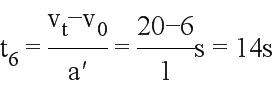 t₆ = (vₜ–v₀)/a′ = (20–6)/1 s = 14s